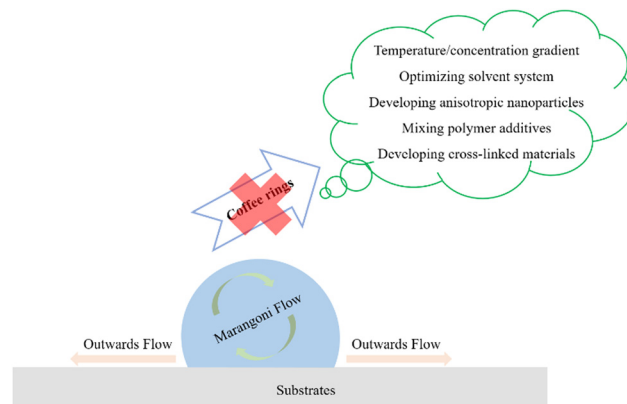 Temperature/concentration gradient
Optimizing solvent system
Developing anisotropic nanoparticles
Mixing polymer additives
Developing cross-linked materials
Coffee rings
Marangoni Flow
Outwards Flow
Outwards Flow
Substrates